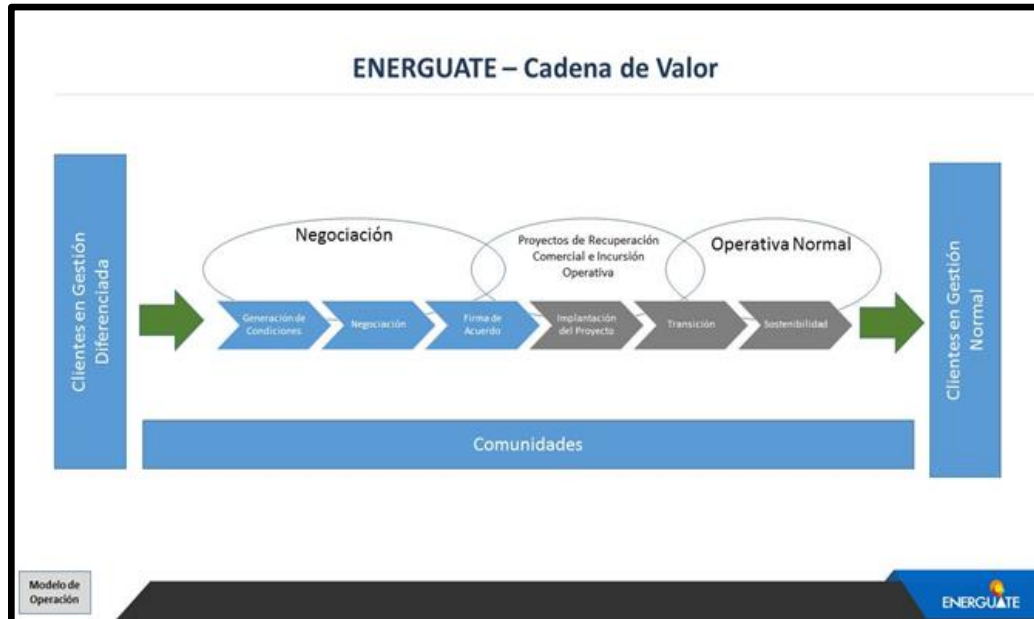 ENERGUATE – Cadena de Valor
Clientes en Gestión
Diferenciada
Negociación
Proyectos de Recuperación
Comercial e Incursión
Operativa
Operativa Normal
Generación de
Condiciones
Negociación
Firma de
Acuerdo
Implantación
del Proyecto
Transición
Sostenibilidad
Clientes en Gestión
Normal
Comunidades
Modelo de
Operación
ENERGUATE